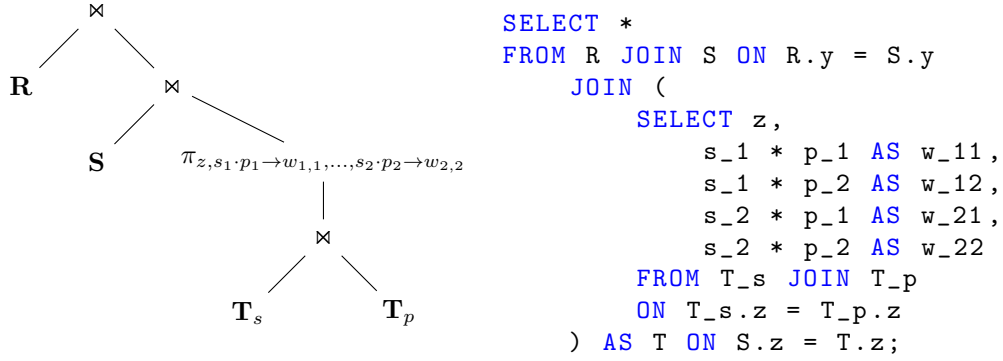 ⋈
R ⋈
S π_{z,s_1·p_1→w_{1,1},...,s_2·p_2→w_{2,2}}
⋈
T_s T_p
SELECT *
FROM R JOIN S ON R.y = S.y
    JOIN (
        SELECT z,
            s_1 * p_1 AS w_11,
            s_1 * p_2 AS w_12,
            s_2 * p_1 AS w_21,
            s_2 * p_2 AS w_22
        FROM T_s JOIN T_p
        ON T_s.z = T_p.z
    ) AS T ON S.z = T.z;